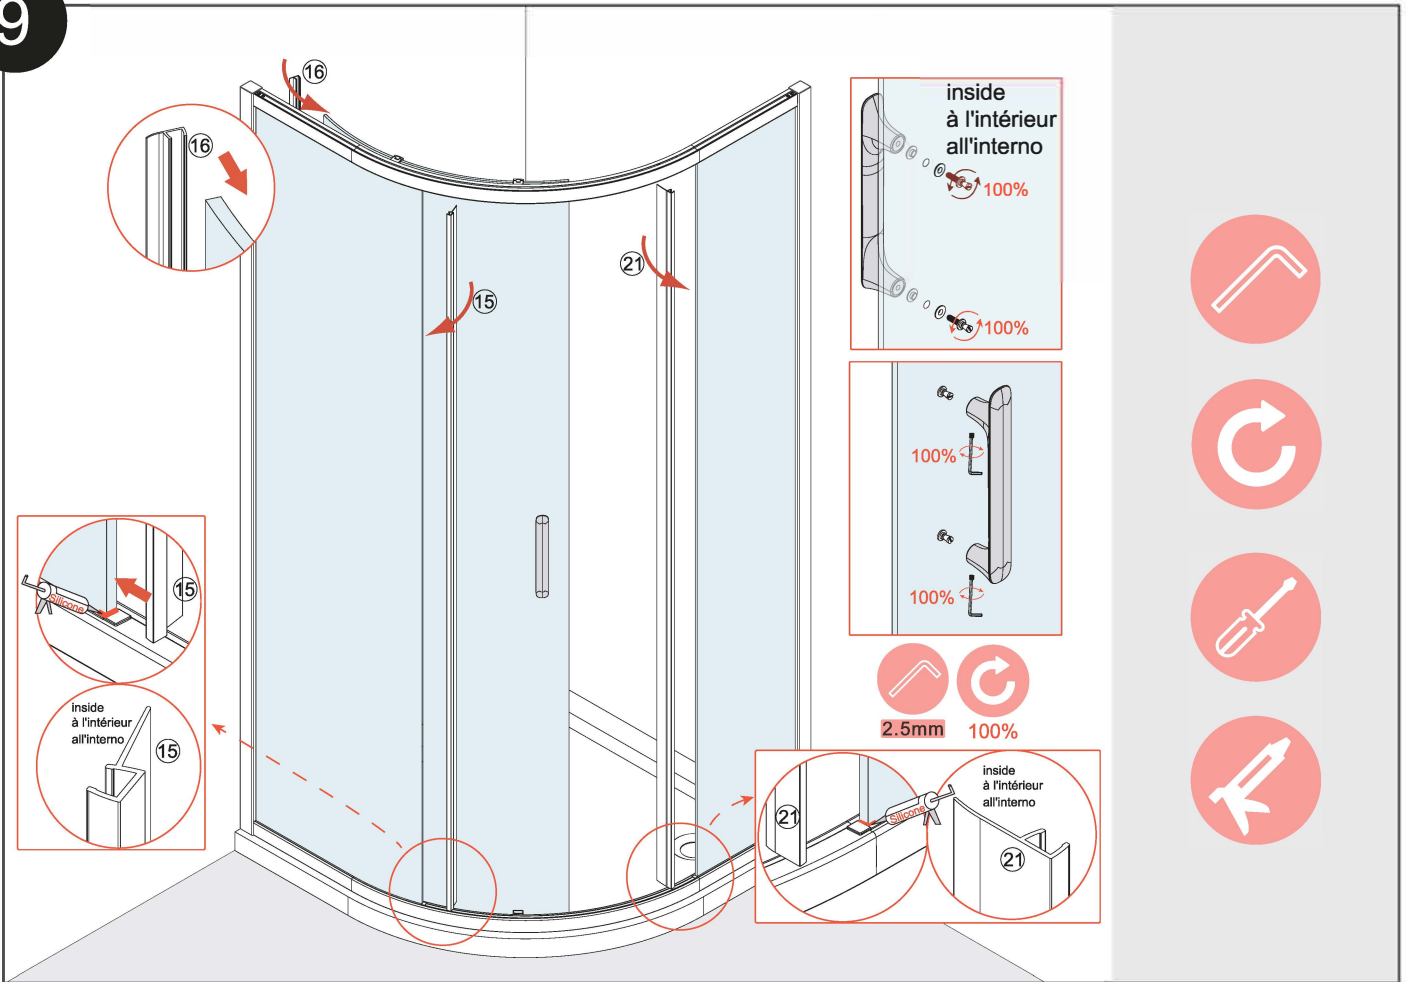 9
16
16
15
21
inside
à l'intérieur
all'interno
100%
100%
100%
100%
2.5mm
100%
15
Silicone
inside
à l'intérieur
all'interno
15
21
Silicone
inside
à l'intérieur
all'interno
21